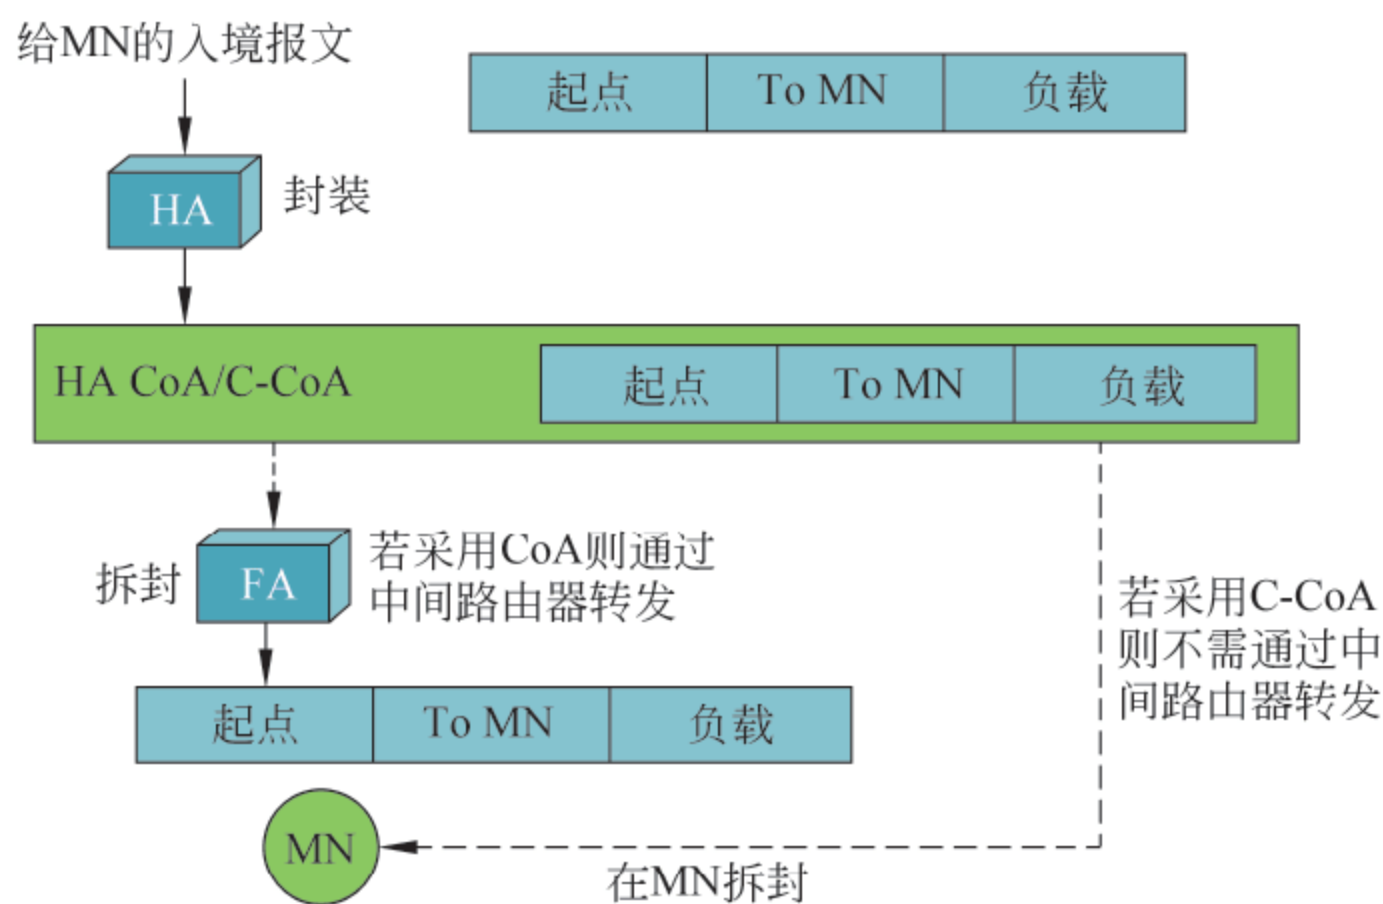 给MN的入境报文
起点 To MN 负载
HA 封装
HA CoA/C-CoA 起点 To MN 负载
拆封 FA
若采用CoA则通过
中间路由器转发
若采用C-CoA
则不需通过中
间路由器转发
起点 To MN 负载
MN
在MN拆封